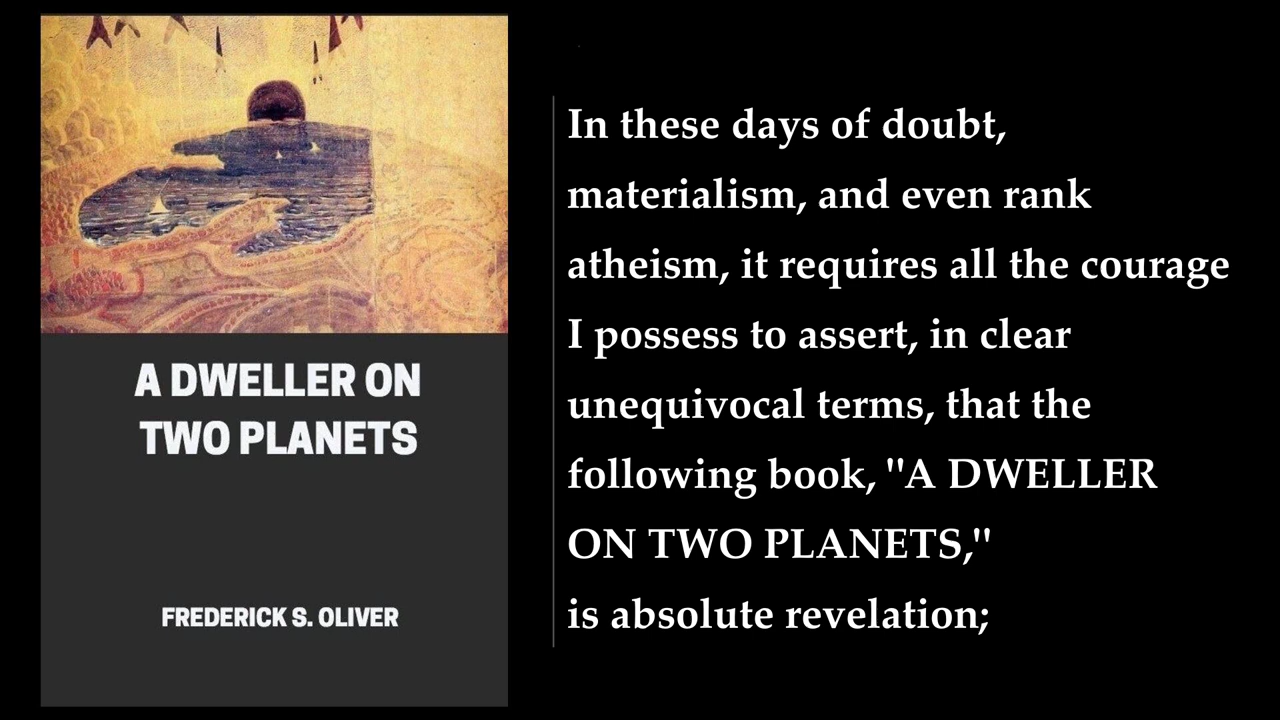 A DWELLER ON
TWO PLANETS
FREDERICK S. OLIVER
In these days of doubt,
materialism, and even rank
atheism, it requires all the courage
I possess to assert, in clear
unequivocal terms, that the
following book, "A DWELLER
ON TWO PLANETS,"
is absolute revelation;